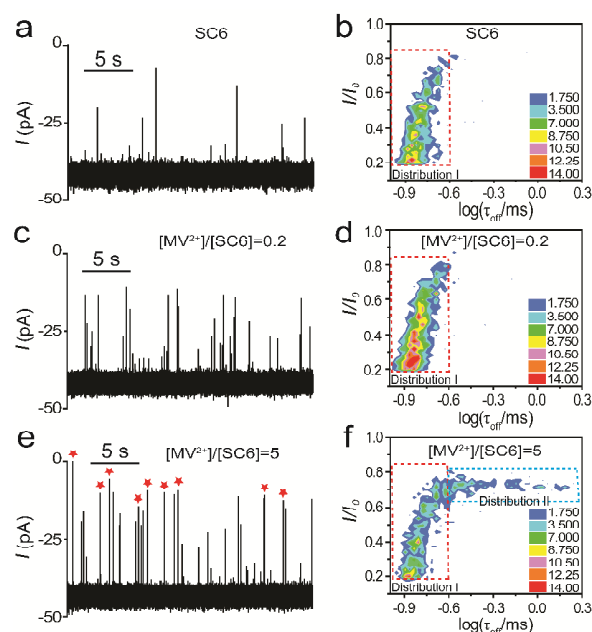 a SC6
0
5 s
-25
-50
I (pA)
b SC6
1.0
0.8
0.6
0.4
0.2
I/I₀
1.750
3.500
7.000
8.750
10.50
12.25
14.00
Distribution I
-0.9 -0.6 -0.3 0.0 0.3
log(τoff/ms)
c [MV²⁺]/[SC6]=0.2
0
5 s
-25
-50
I (pA)
d [MV²⁺]/[SC6]=0.2
1.0
0.8
0.6
0.4
0.2
I/I₀
1.750
3.500
7.000
8.750
10.50
12.25
14.00
Distribution I
-0.9 -0.6 -0.3 0.0 0.3
log(τoff/ms)
e [MV²⁺]/[SC6]=5
0
5 s
-25
-50
I (pA)
f [MV²⁺]/[SC6]=5
1.0
0.8
0.6
0.4
0.2
I/I₀
Distribution II
1.750
3.500
7.000
8.750
10.50
12.25
14.00
Distribution I
-0.9 -0.6 -0.3 0.0 0.3
log(τoff/ms)